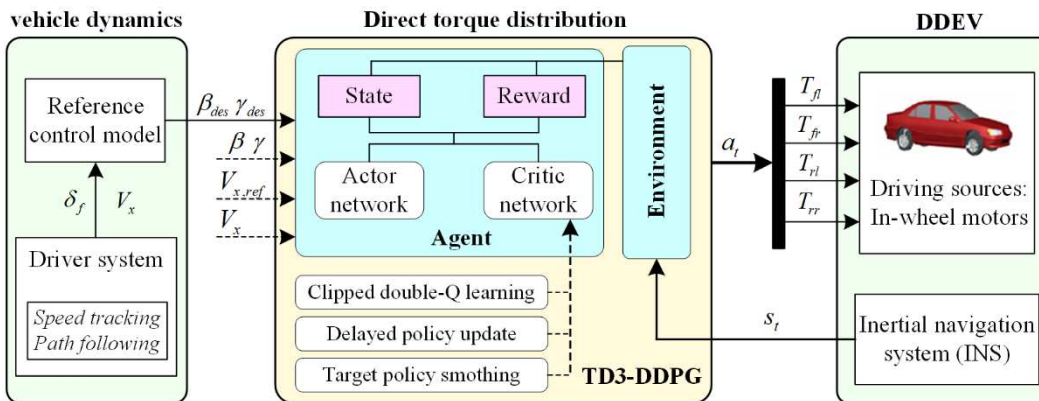 vehicle dynamics
Reference
control model
δ_f
V_x
Driver system
Speed tracking
Path following
β_des γ_des
β γ
V_x,ref
V_x
Direct torque distribution
State
Reward
Actor
network
Critic
network
Agent
Environment
Clipped double-Q learning
Delayed policy update
Target policy smothing
TD3-DDPG
a_t
s_t
DDEV
T_fl
T_fr
T_rl
T_rr
Driving sources:
In-wheel motors
Inertial navigation
system (INS)